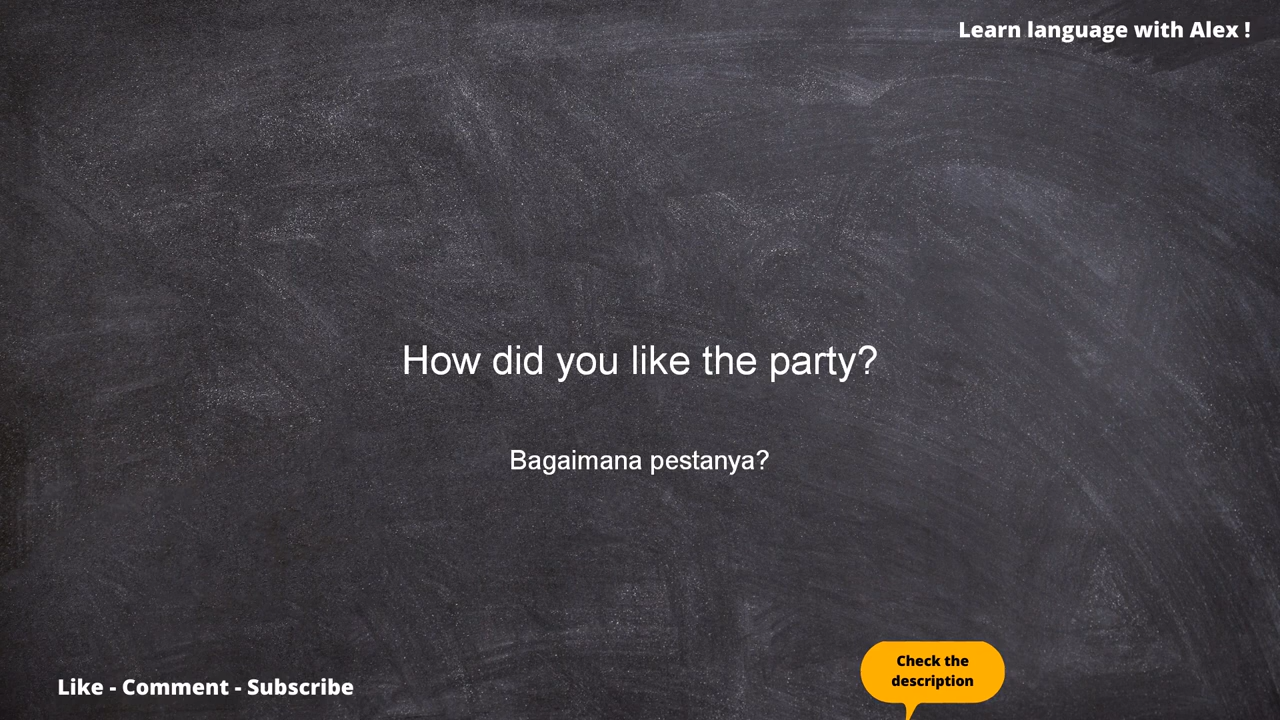 Learn language with Alex !
How did you like the party?
Bagaimana pestanya?
Like - Comment - Subscribe
Check the
description